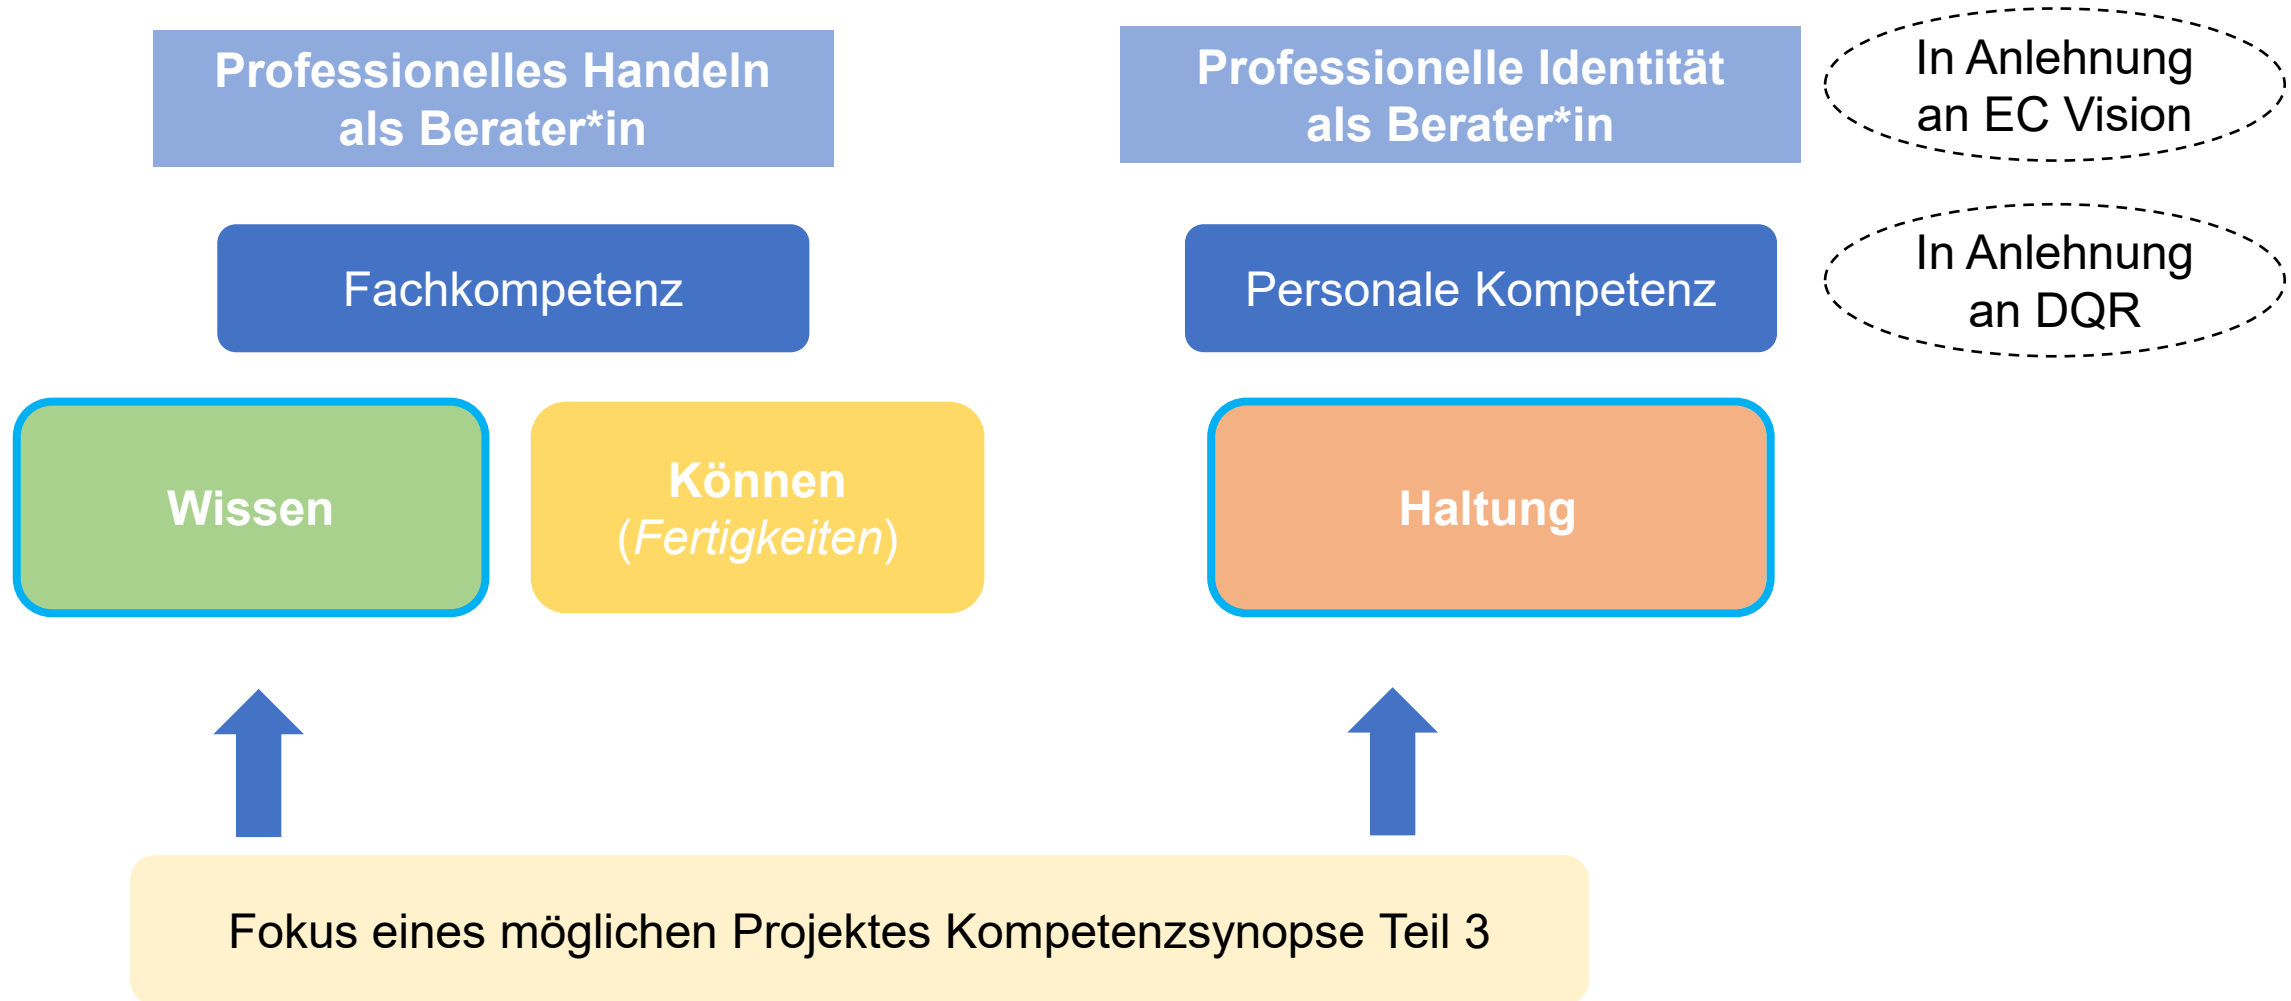 Professionelles Handeln
als Berater*in
Professionelle Identität
als Berater*in
In Anlehnung
an EC Vision
Fachkompetenz
Personale Kompetenz
In Anlehnung
an DQR
Wissen
Können
(Fertigkeiten)
Haltung
Fokus eines möglichen Projektes Kompetenzsynopse Teil 3